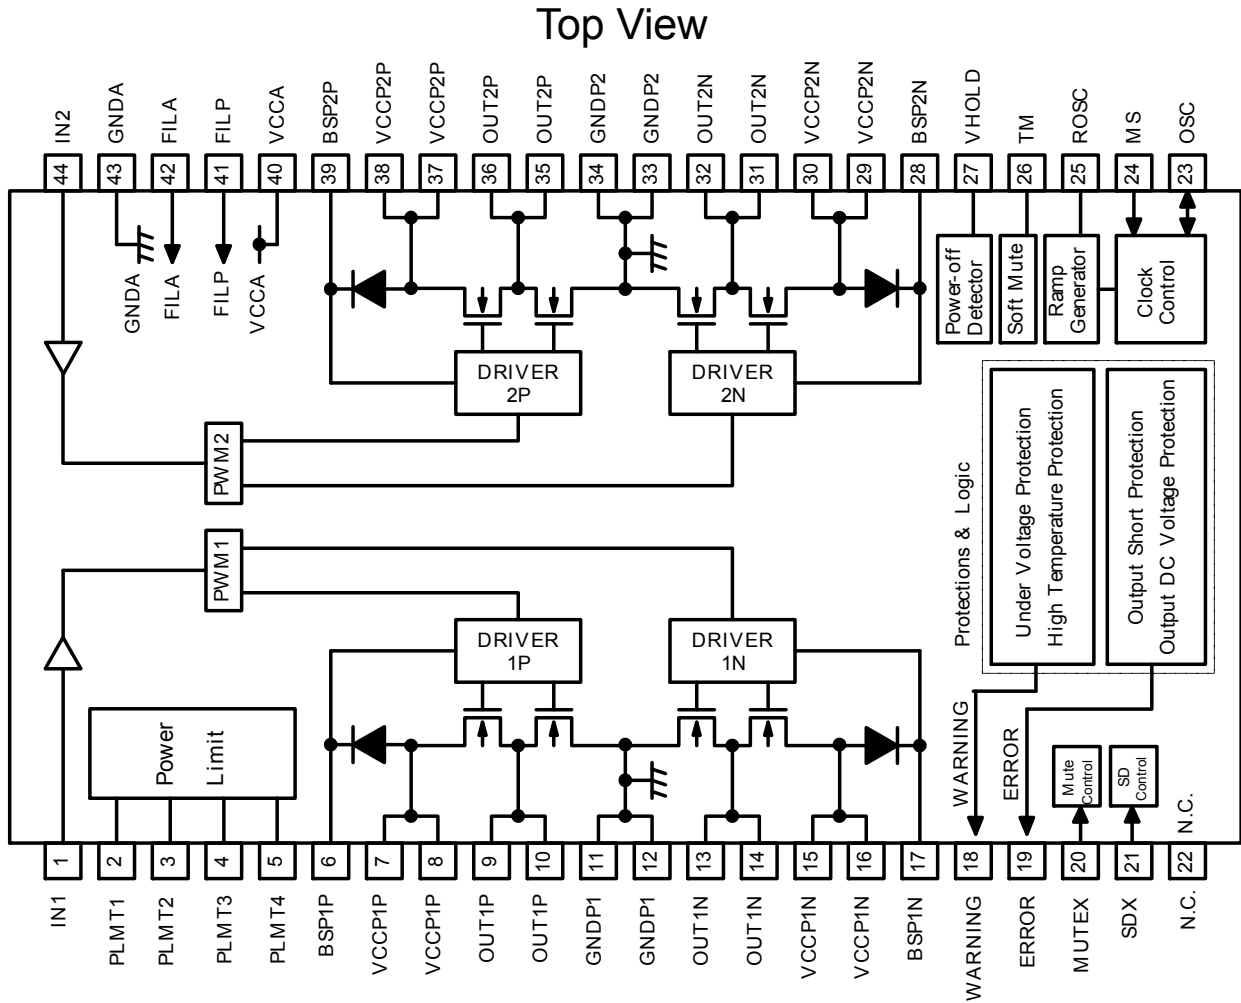 Top View
IN2
GNDA
FILA
FILP
VCCA
BSP2P
VCCP2P
VCCP2P
OUT2P
OUT2P
GNDP2
GNDP2
OUT2N
OUT2N
VCCP2N
VCCP2N
BSP2N
VHOLD
TM
ROSC
MS
OSC
44
43
42
41
40
39
38
37
36
35
34
33
32
31
30
29
28
27
26
25
24
23
GNDA
FILA
FILP
VCCA
Power-off
Detector
Soft Mute
Ramp
Generator
Clock
Control
DRIVER
2P
DRIVER
2N
PWM2
PWM1
DRIVER
1P
DRIVER
1N
Protections & Logic
Under Voltage Protection
High Temperature Protection
Output Short Protection
Output DC Voltage Protection
Power
Limit
WARNING
ERROR
Mute
Control
SD
Control
N.C.
1
2
3
4
5
6
7
8
9
10
11
12
13
14
15
16
17
18
19
20
21
22
IN1
PLMT1
PLMT2
PLMT3
PLMT4
BSP1P
VCCP1P
VCCP1P
OUT1P
OUT1P
GNDP1
GNDP1
OUT1N
OUT1N
VCCP1N
VCCP1N
BSP1N
WARNING
ERROR
MUTEX
SDX
N.C.